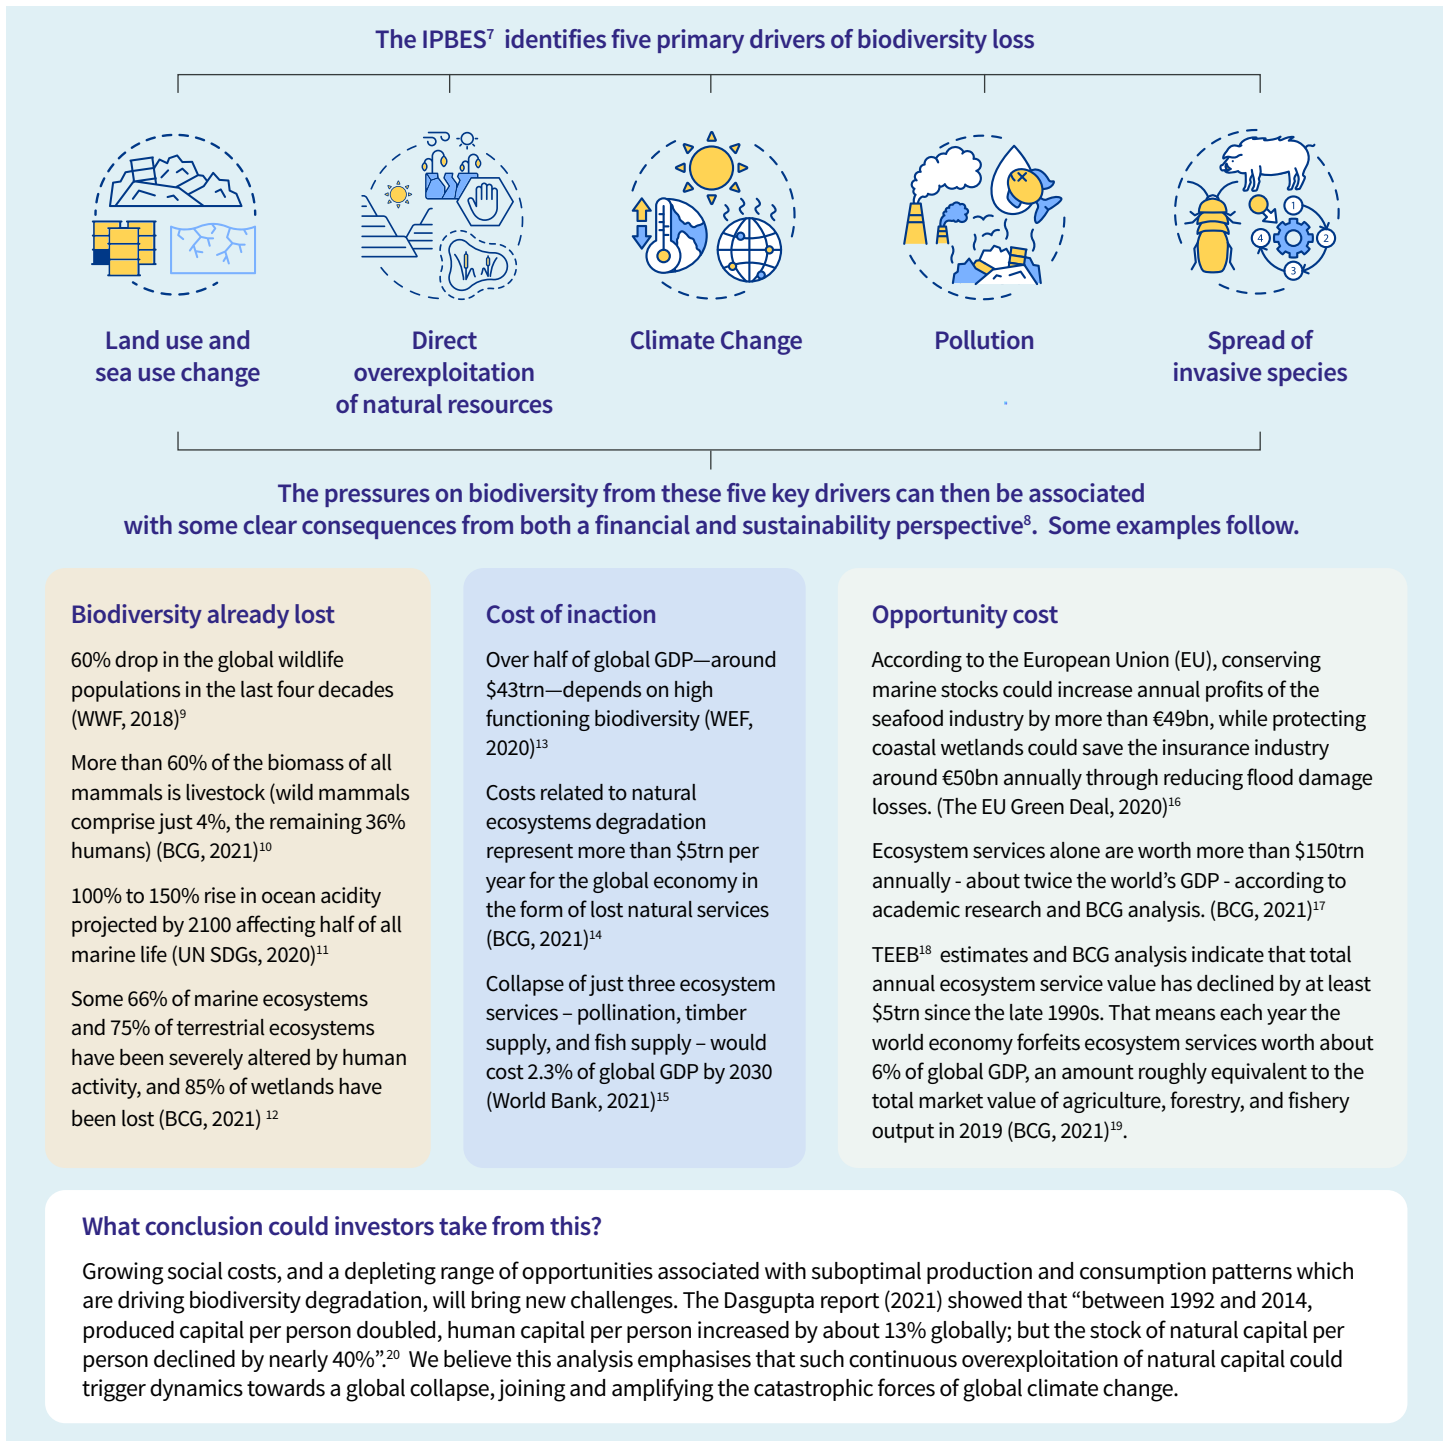 The IPBES⁷ identifies five primary drivers of biodiversity loss
1
2
3
4
Land use and
sea use change
Direct
overexploitation
of natural resources
Climate Change
Pollution
Spread of
invasive species
The pressures on biodiversity from these five key drivers can then be associated
with some clear consequences from both a financial and sustainability perspective⁸. Some examples follow.
Biodiversity already lost
60% drop in the global wildlife
populations in the last four decades
(WWF, 2018)⁹
More than 60% of the biomass of all
mammals is livestock (wild mammals
comprise just 4%, the remaining 36%
humans) (BCG, 2021)¹⁰
100% to 150% rise in ocean acidity
projected by 2100 affecting half of all
marine life (UN SDGs, 2020)¹¹
Some 66% of marine ecosystems
and 75% of terrestrial ecosystems
have been severely altered by human
activity, and 85% of wetlands have
been lost (BCG, 2021) ¹²
Cost of inaction
Over half of global GDP—around
$43trn—depends on high
functioning biodiversity (WEF,
2020)¹³
Costs related to natural
ecosystems degradation
represent more than $5trn per
year for the global economy in
the form of lost natural services
(BCG, 2021)¹⁴
Collapse of just three ecosystem
services – pollination, timber
supply, and fish supply – would
cost 2.3% of global GDP by 2030
(World Bank, 2021)¹⁵
Opportunity cost
According to the European Union (EU), conserving
marine stocks could increase annual profits of the
seafood industry by more than €49bn, while protecting
coastal wetlands could save the insurance industry
around €50bn annually through reducing flood damage
losses. (The EU Green Deal, 2020)¹⁶
Ecosystem services alone are worth more than $150trn
annually - about twice the world’s GDP - according to
academic research and BCG analysis. (BCG, 2021)¹⁷
TEEB¹⁸ estimates and BCG analysis indicate that total
annual ecosystem service value has declined by at least
$5trn since the late 1990s. That means each year the
world economy forfeits ecosystem services worth about
6% of global GDP, an amount roughly equivalent to the
total market value of agriculture, forestry, and fishery
output in 2019 (BCG, 2021)¹⁹.
What conclusion could investors take from this?
Growing social costs, and a depleting range of opportunities associated with suboptimal production and consumption patterns which
are driving biodiversity degradation, will bring new challenges. The Dasgupta report (2021) showed that “between 1992 and 2014,
produced capital per person doubled, human capital per person increased by about 13% globally; but the stock of natural capital per
person declined by nearly 40%”.²⁰ We believe this analysis emphasises that such continuous overexploitation of natural capital could
trigger dynamics towards a global collapse, joining and amplifying the catastrophic forces of global climate change.